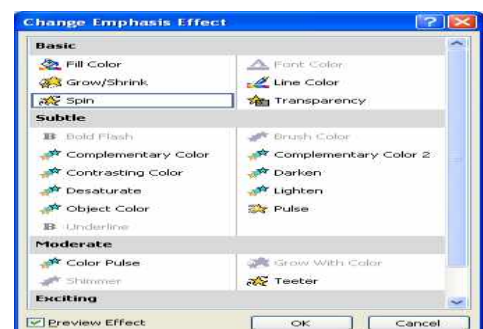 Change Emphasis Effect
Basic
Fill Color Font Color
Grow/Shrink Line Color
Spin Transparency
Subtle
B Bold Flash Brush Color
Complementary Color Complementary Color 2
Contrasting Color Darken
Desaturate Lighten
Object Color Pulse
B Underline
Moderate
Color Pulse Grow With Color
Shimmer Teeter
Exciting
Preview Effect OK Cancel